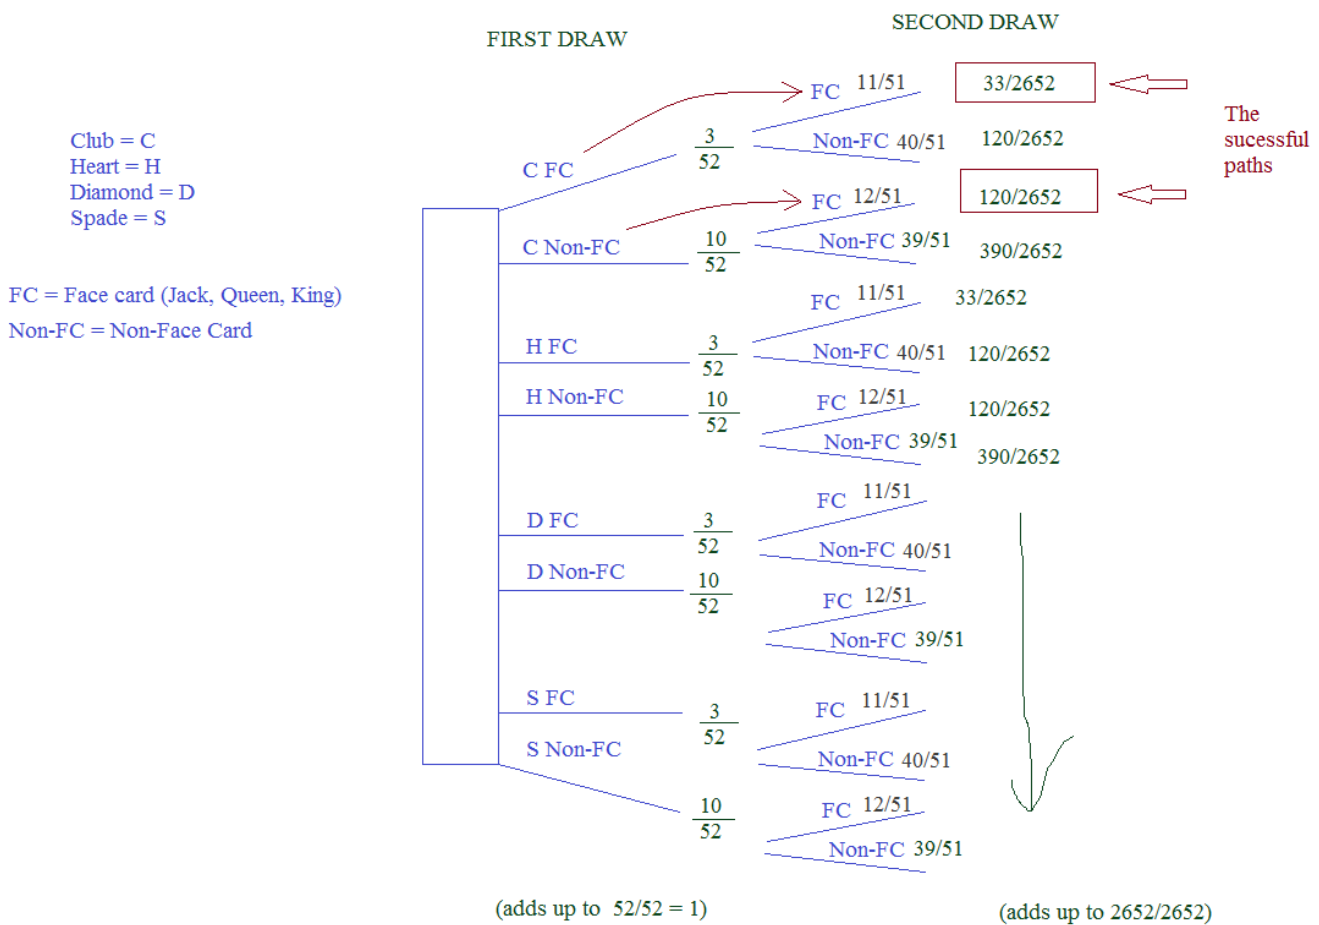 FIRST DRAW
SECOND DRAW
Club = C
Heart = H
Diamond = D
Spade = S
FC = Face card (Jack, Queen, King)
Non-FC = Non-Face Card
C FC
3
52
FC 11/51
33/2652
Non-FC 40/51
120/2652
C Non-FC
10
52
FC 12/51
120/2652
Non-FC 39/51
390/2652
The
sucessful
paths
H FC
3
52
FC 11/51
33/2652
Non-FC 40/51
120/2652
H Non-FC
10
52
FC 12/51
120/2652
Non-FC 39/51
390/2652
D FC
3
52
FC 11/51
Non-FC 40/51
D Non-FC
10
52
FC 12/51
Non-FC 39/51
S FC
3
52
FC 11/51
Non-FC 40/51
S Non-FC
10
52
FC 12/51
Non-FC 39/51
(adds up to 52/52 = 1)
(adds up to 2652/2652)